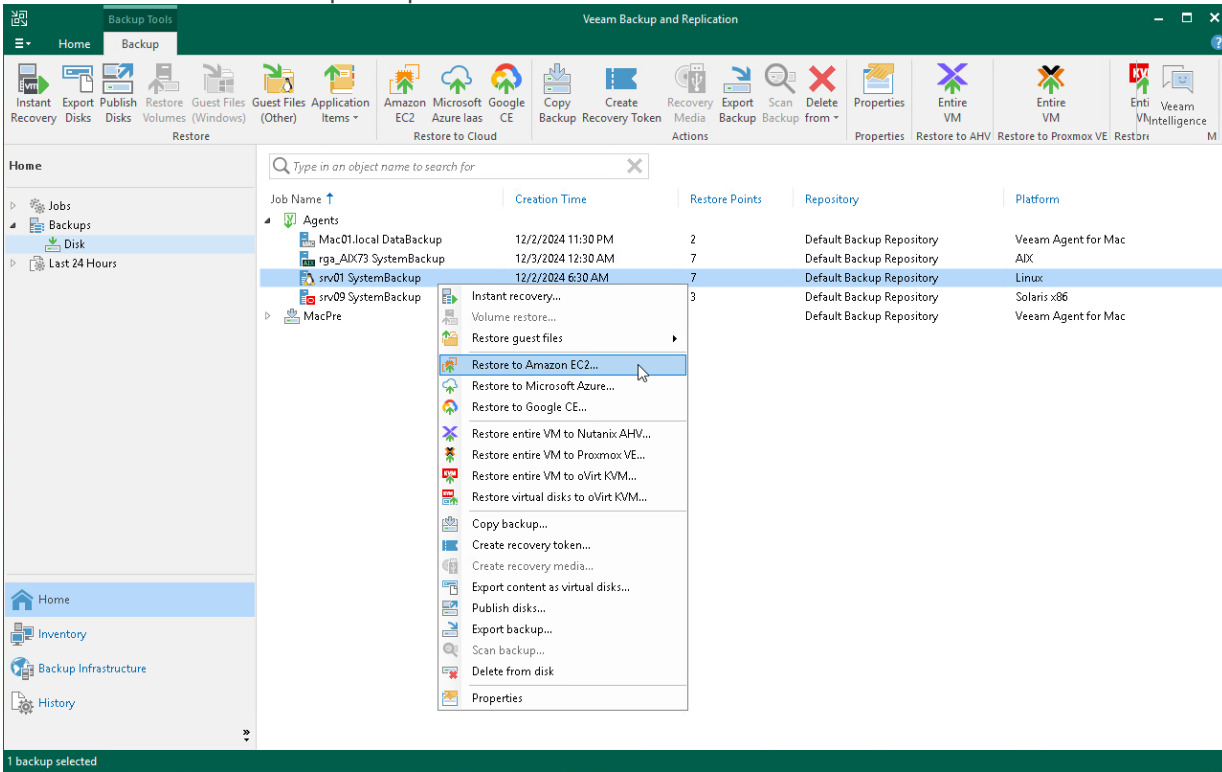 Backup Tools
Veeam Backup and Replication
Home Backup
Instant Recovery
Export Disks
Publish Disks
Restore Volumes
Guest Files (Windows)
Guest Files (Other)
Application Items
Amazon EC2
Microsoft Azure Iaas
Google CE
Copy Backup
Create Recovery Token
Recovery Media
Export Backup
Scan Backup
Delete from
Properties
Entire VM
Entire VM
Enti VM
Veeam Intelligence
Restore
Restore to Cloud
Actions
Properties
Restore to AHV
Restore to Proxmox VE
Restore
M
Home
Type in an object name to search for
Jobs
Backups
Disk
Last 24 Hours
Job Name Creation Time Restore Points Repository Platform
Agents
Mac01.local DataBackup 12/2/2024 11:30 PM 2 Default Backup Repository Veeam Agent for Mac
rga_AIX73 SystemBackup 12/3/2024 12:30 AM 7 Default Backup Repository AIX
srv01 SystemBackup 12/2/2024 6:30 AM 7 Default Backup Repository Linux
srv09 SystemBackup 3 Default Backup Repository Solaris x86
MacPre Default Backup Repository Veeam Agent for Mac
Instant recovery...
Volume restore...
Restore guest files
Restore to Amazon EC2...
Restore to Microsoft Azure...
Restore to Google CE...
Restore entire VM to Nutanix AHV...
Restore entire VM to Proxmox VE...
Restore entire VM to oVirt KVM...
Restore virtual disks to oVirt KVM...
Copy backup...
Create recovery token...
Create recovery media...
Export content as virtual disks...
Publish disks...
Export backup...
Scan backup...
Delete from disk
Properties
Home
Inventory
Backup Infrastructure
History
1 backup selected